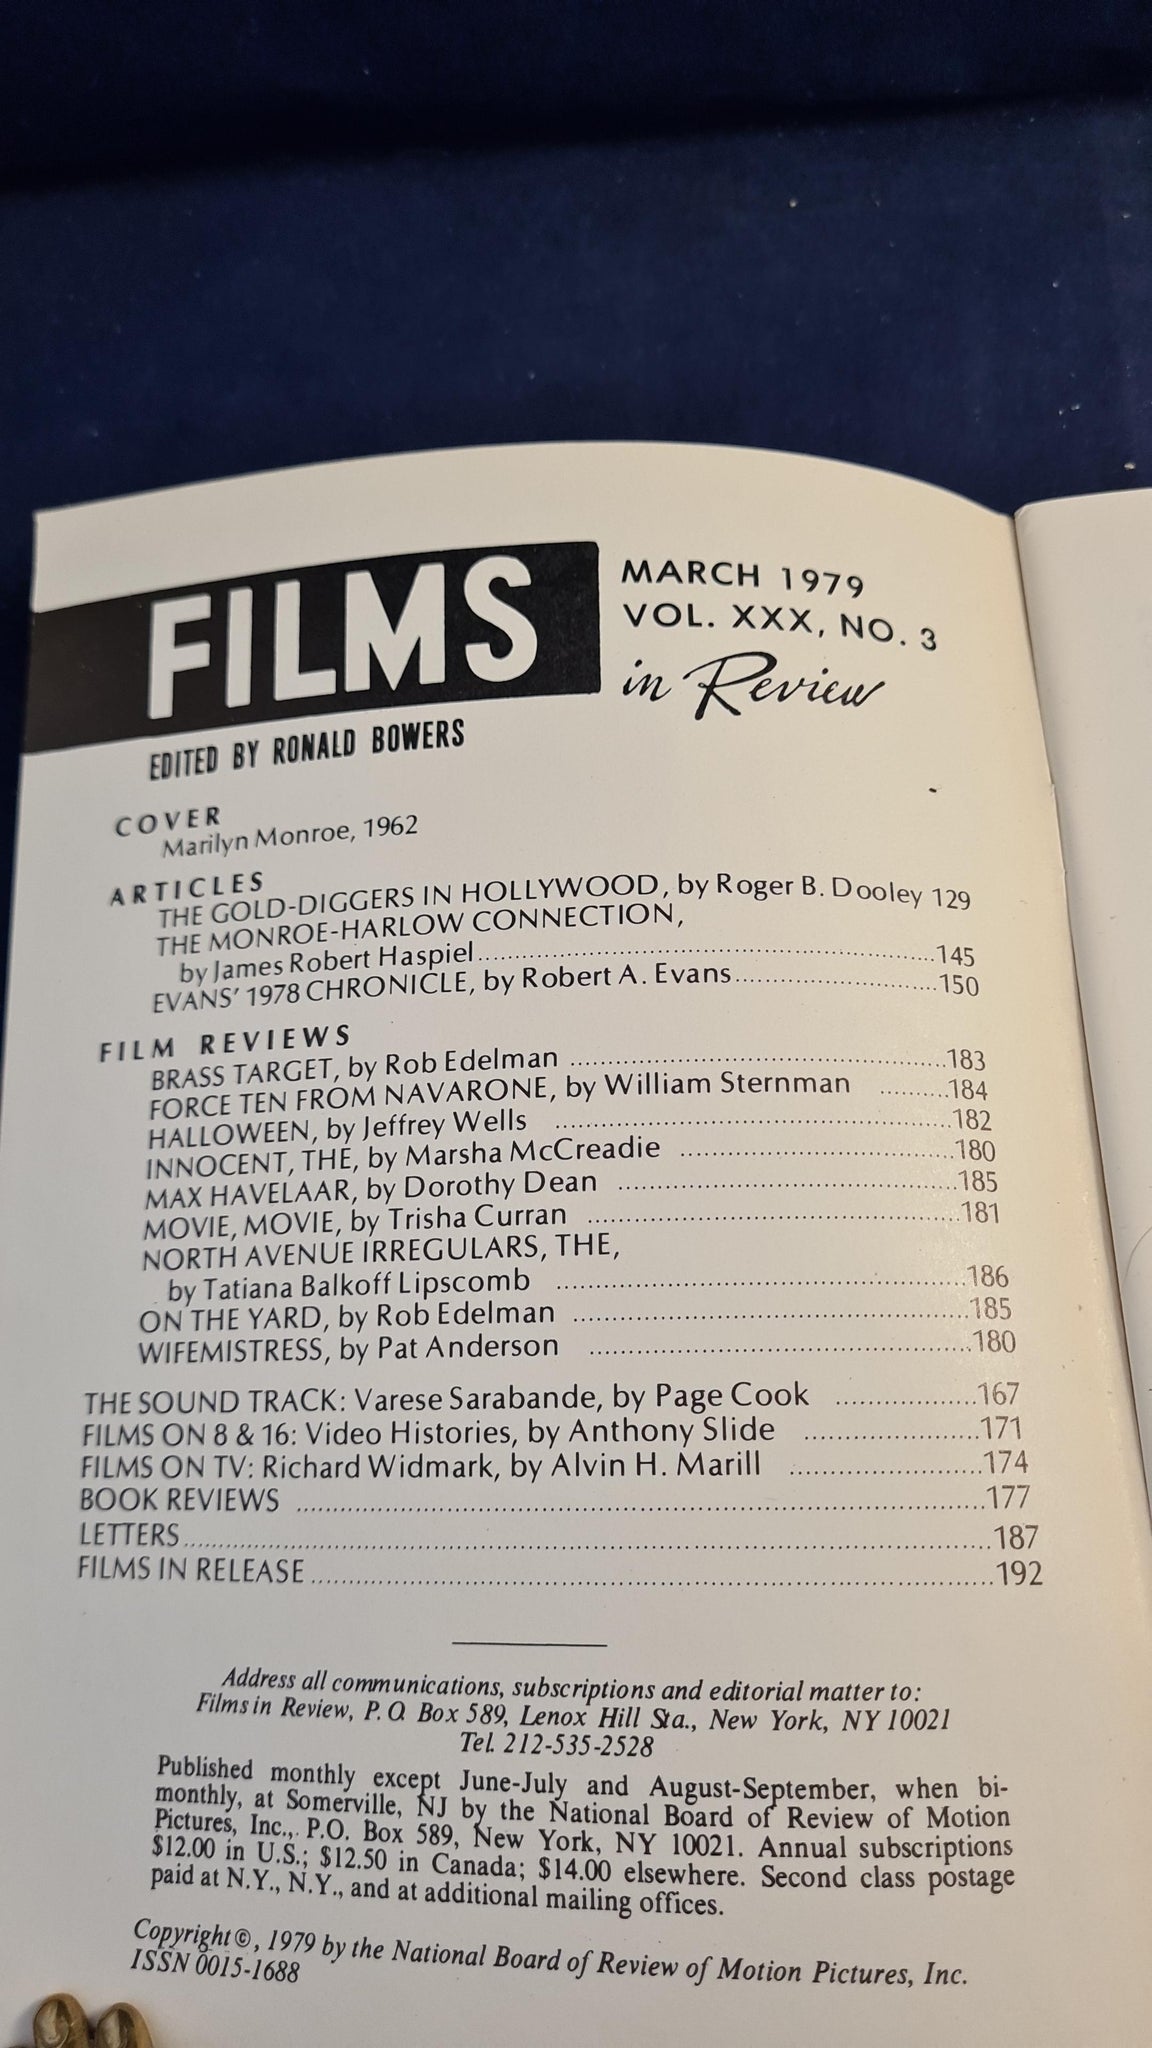 FILMS
MARCH 1979
VOL. XXX, NO. 3
in Review
EDITED BY RONALD BOWERS
COVER
Marilyn Monroe, 1962
ARTICLES
THE GOLD-DIGGERS IN HOLLYWOOD, by Roger B. Dooley 129
THE MONROE-HARLOW CONNECTION,
by James Robert Haspiel 145
EVANS' 1978 CHRONICLE, by Robert A. Evans 150
FILM REVIEWS
BRASS TARGET, by Rob Edelman 183
FORCE TEN FROM NAVARONE, by William Sternman 184
HALLOWEEN, by Jeffrey Wells 182
INNOCENT, THE, by Marsha McCreadie 180
MAX HAVELAAR, by Dorothy Dean 185
MOVIE, MOVIE, by Trisha Curran 181
NORTH AVENUE IRREGULARS, THE,
by Tatiana Balkoff Lipscomb 186
ON THE YARD, by Rob Edelman 185
WIFEMISTRESS, by Pat Anderson 180
THE SOUND TRACK: Varese Sarabande, by Page Cook 167
FILMS ON 8 & 16: Video Histories, by Anthony Slide 171
FILMS ON TV: Richard Widmark, by Alvin H. Marill 174
BOOK REVIEWS 177
LETTERS 187
FILMS IN RELEASE 192
Address all communications, subscriptions and editorial matter to:
Films in Review, P.O. Box 589, Lenox Hill Sta., New York, NY 10021
Tel. 212-535-2528
Published monthly except June-July and August-September, when bi-
monthly, at Somerville, NJ by the National Board of Review of Motion
Pictures, Inc., P.O. Box 589, New York, NY 10021. Annual subscriptions
$12.00 in U.S.; $12.50 in Canada; $14.00 elsewhere. Second class postage
paid at N.Y., N.Y., and at additional mailing offices.
Copyright ©, 1979 by the National Board of Review of Motion Pictures, Inc.
ISSN 0015-1688